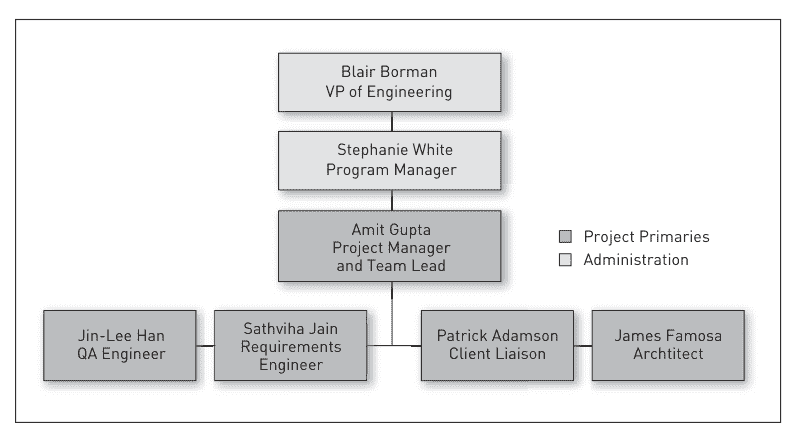 Blair Borman
VP of Engineering
Stephanie White
Program Manager
Amit Gupta
Project Manager
and Team Lead
Project Primaries
Administration
Jin-Lee Han
QA Engineer
Sathviha Jain
Requirements
Engineer
Patrick Adamson
Client Liaison
James Famosa
Archtitect